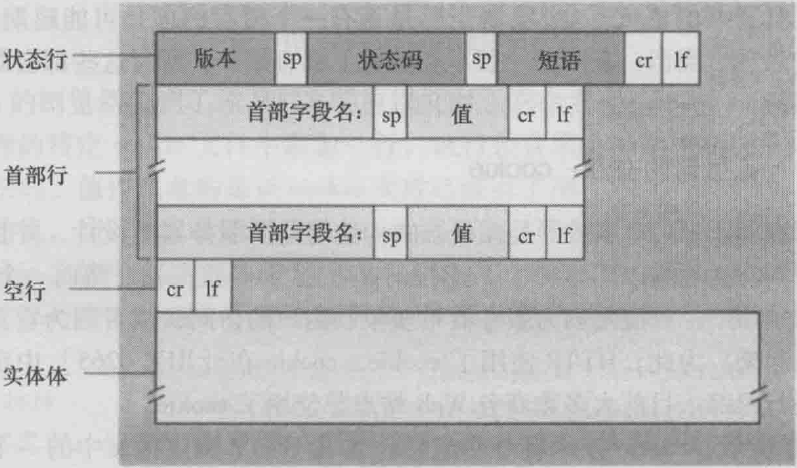 状态行 版本 sp 状态码 sp 短语 cr lf
首部字段名: sp 值 cr lf
首部行
首部字段名: sp 值 cr lf
空行 cr lf
实体体